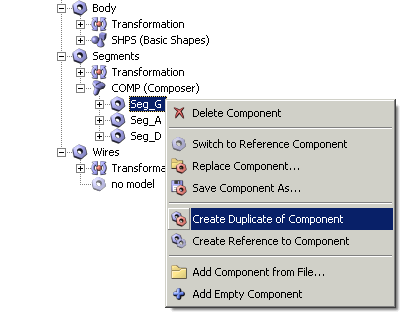 Body
Transformation
SHPS (Basic Shapes)
Segments
Transformation
COMP (Composer)
Seg_G
Seg_A
Seg_D
Wires
Transforma
no model
Delete Component
Switch to Reference Component
Replace Component...
Save Component As...
Create Duplicate of Component
Create Reference to Component
Add Component from File...
Add Empty Component